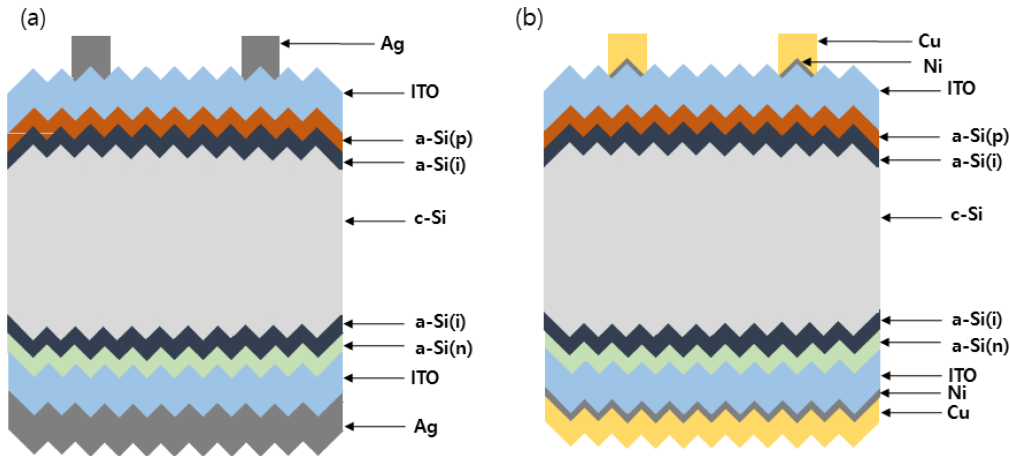 (a)
Ag
ITO
a-Si(p)
a-Si(i)
c-Si
a-Si(i)
a-Si(n)
ITO
Ag
(b)
Cu
Ni
ITO
a-Si(p)
a-Si(i)
c-Si
a-Si(i)
a-Si(n)
ITO
Ni
Cu